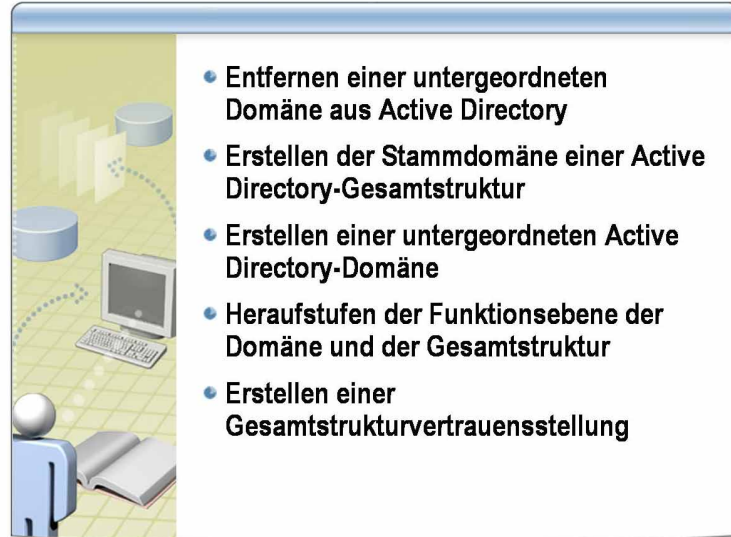 Entfernen einer untergeordneten
Domäne aus Active Directory
Erstellen der Stammdomäne einer Active
Directory-Gesamtstruktur
Erstellen einer untergeordneten Active
Directory-Domäne
Heraufstufen der Funktionsebene der
Domäne und der Gesamtstruktur
Erstellen einer
Gesamtstrukturvertrauensstellung